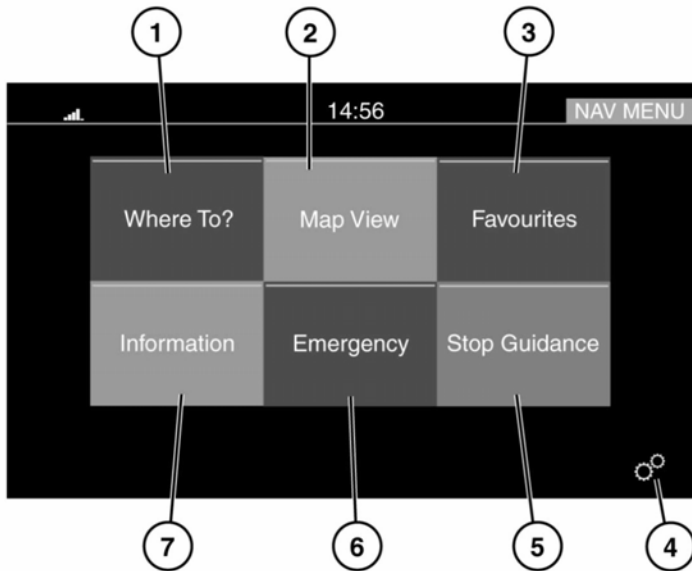 1 2 3
14:56 NAV MENU
Where To? Map View Favourites
Information Emergency Stop Guidance
7 6 5 4